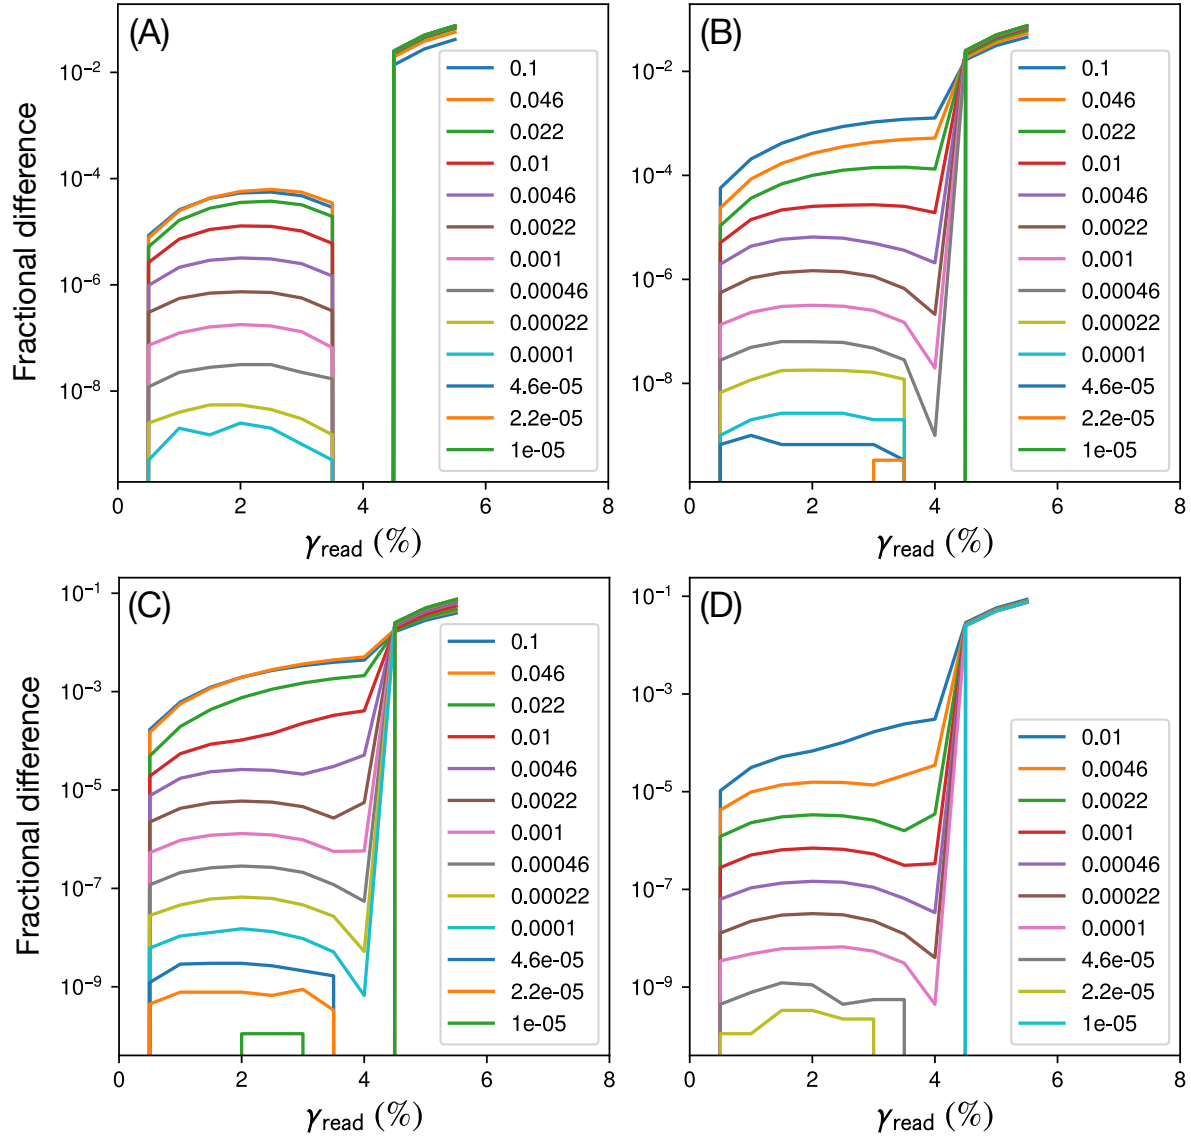 (A)
Fractional difference
10⁻²
10⁻⁴
10⁻⁶
10⁻⁸
0.1
0.046
0.022
0.01
0.0046
0.0022
0.001
0.00046
0.00022
0.0001
4.6e-05
2.2e-05
1e-05
0 2 4 6 8
γread (%)
(B)
10⁻²
10⁻⁴
10⁻⁶
10⁻⁸
0.1
0.046
0.022
0.01
0.0046
0.0022
0.001
0.00046
0.00022
0.0001
4.6e-05
2.2e-05
1e-05
0 2 4 6 8
γread (%)
(C)
Fractional difference
10⁻¹
10⁻³
10⁻⁵
10⁻⁷
10⁻⁹
0.1
0.046
0.022
0.01
0.0046
0.0022
0.001
0.00046
0.00022
0.0001
4.6e-05
2.2e-05
1e-05
0 2 4 6 8
γread (%)
(D)
10⁻¹
10⁻³
10⁻⁵
10⁻⁷
10⁻⁹
0.01
0.0046
0.0022
0.001
0.00046
0.00022
0.0001
4.6e-05
2.2e-05
1e-05
0 2 4 6 8
γread (%)